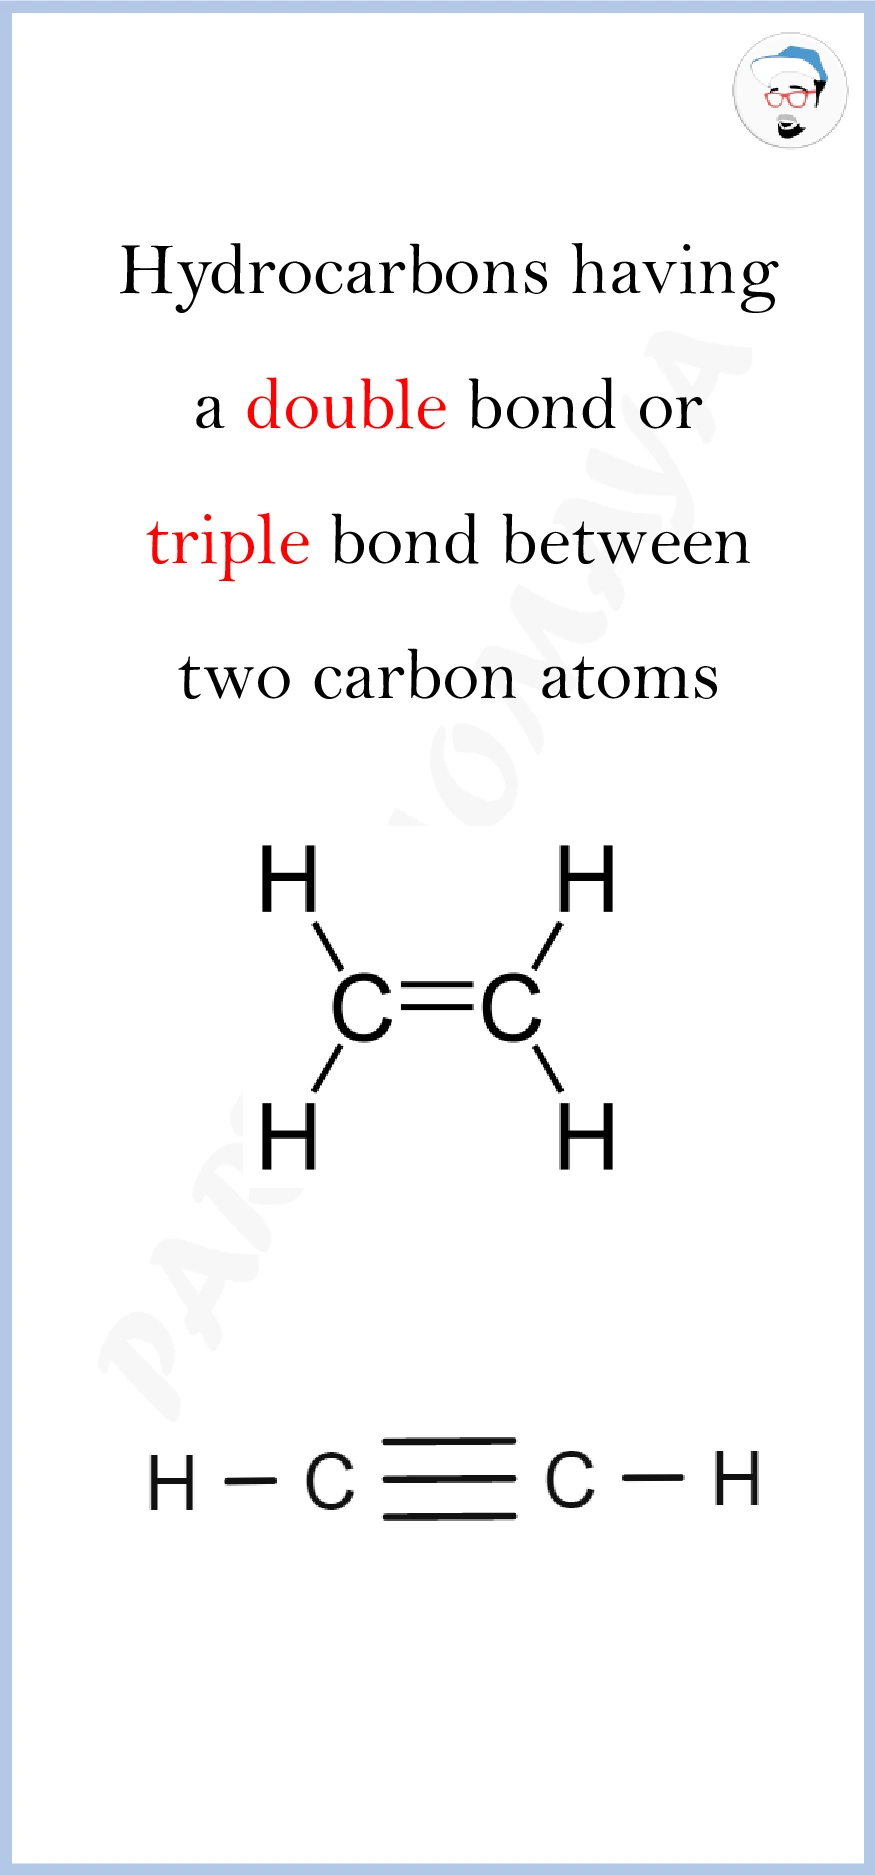 Hydrocarbons having
a double bond or
triple bond between
two carbon atoms
H H
C=C
H H
H – C ≡ C – H